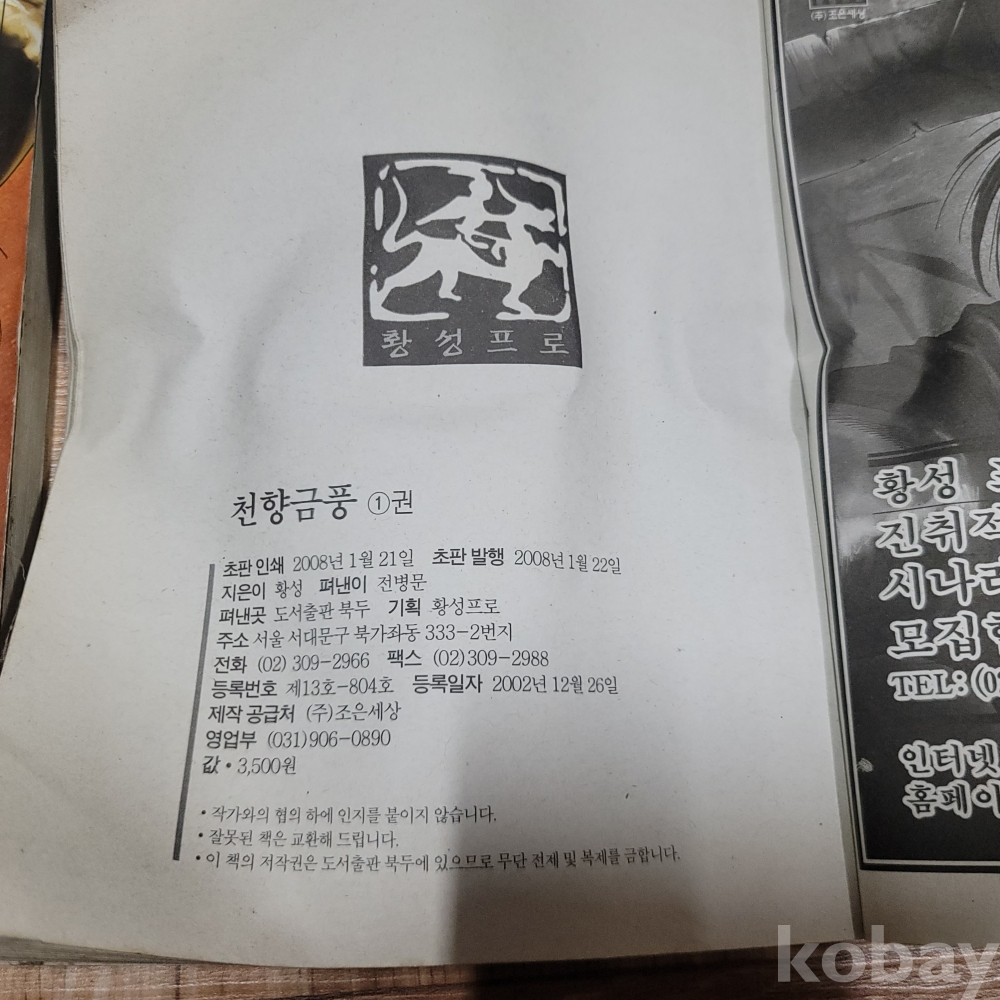 황성프로
천향금풍 ①권
초판 인쇄 2008년 1월 21일 초판 발행 2008년 1월 22일
지은이 황성 펴낸이 전병문
펴낸곳 도서출판 북두 기획 황성프로
주소 서울 서대문구 북가좌동 333-2번지
전화 (02) 309-2966 팩스 (02)309-2988
등록번호 제13호-804호 등록일자 2002년 12월 26일
제작 공급처 (주)조은세상
영업부 (031)906-0890
값 • 3,500원
• 작가와의 협의 하에 인지를 붙이지 않습니다.
• 잘못된 책은 교환해 드립니다.
• 이 책의 저작권은 도서출판 북두에 있으므로 무단 전제 및 복제를 금합니다.
(주)조은세상
황성
진취적
시나리
모집
TEL: (0
인터넷
홈페이
kobay